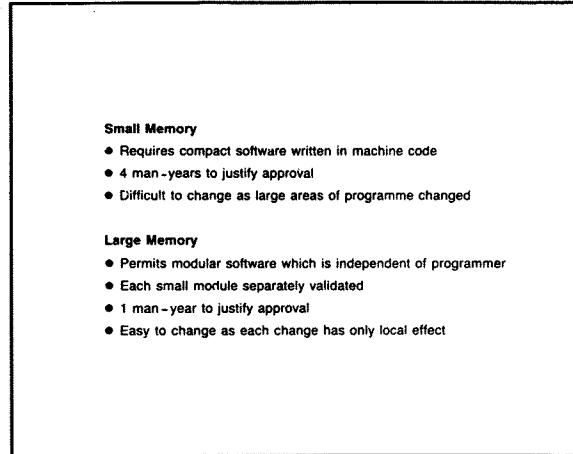 Small Memory
● Requires compact software written in machine code
● 4 man-years to justify approval
● Difficult to change as large areas of programme changed
Large Memory
● Permits modular software which is independent of programmer
● Each small module separately validated
● 1 man-year to justify approval
● Easy to change as each change has only local effect